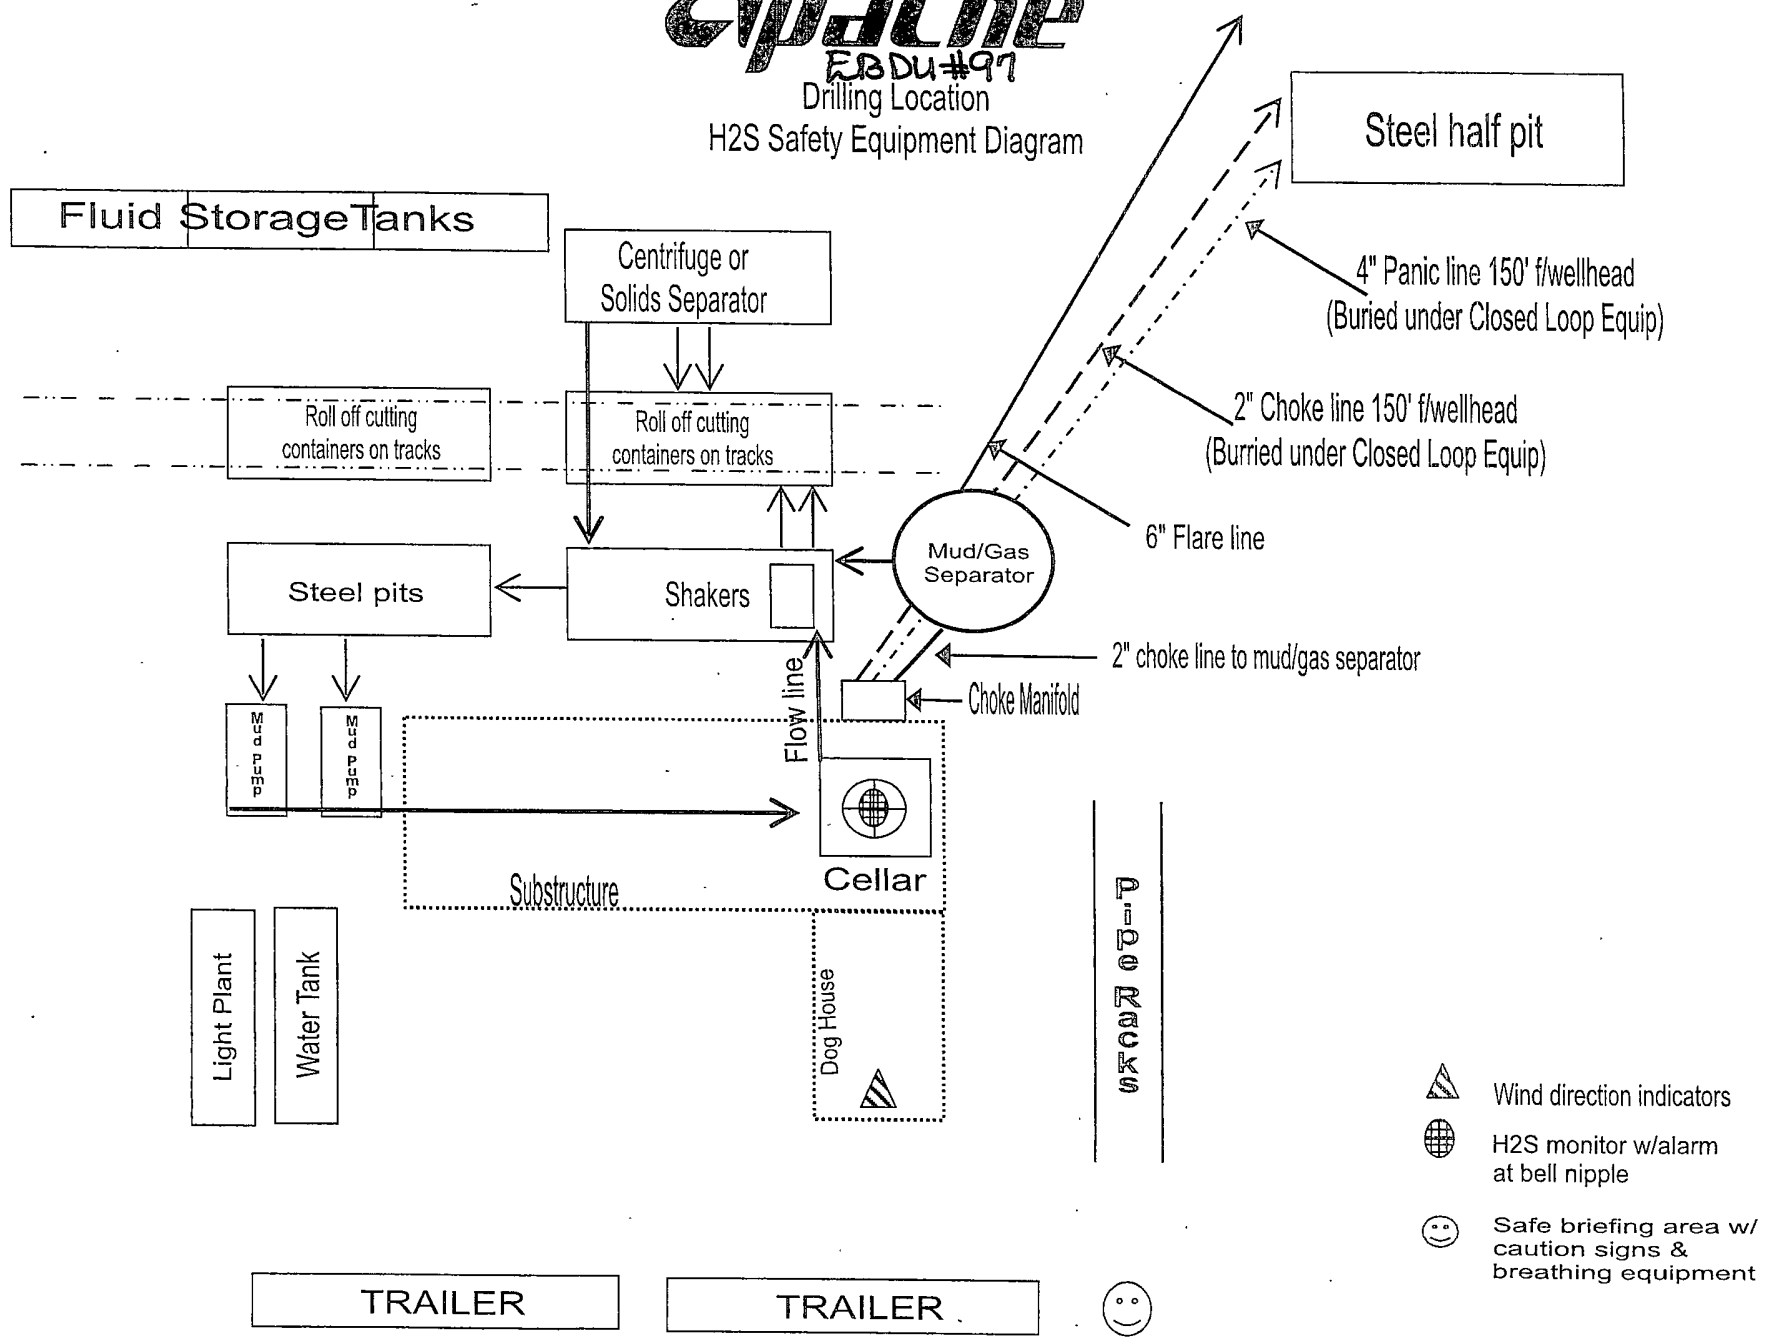 apache
EBDU#97
Drilling Location
H2S Safety Equipment Diagram
Steel half pit
Fluid StorageTanks
Centrifuge or
Solids Separator
4" Panic line 150' f/wellhead
(Buried under Closed Loop Equip)
Roll off cutting
containers on tracks
Roll off cutting
containers on tracks
2" Choke line 150' f/wellhead
(Burried under Closed Loop Equip)
6" Flare line
Mud/Gas
Separator
Steel pits
Shakers
2" choke line to mud/gas separator
Flow line
Choke Manifold
Mud Pump
Mud Pump
Substructure
Cellar
Pipe Racks
Light Plant
Water Tank
Dog House
Wind direction indicators
H2S monitor w/alarm
at bell nipple
Safe briefing area w/
caution signs &
breathing equipment
TRAILER
TRAILER